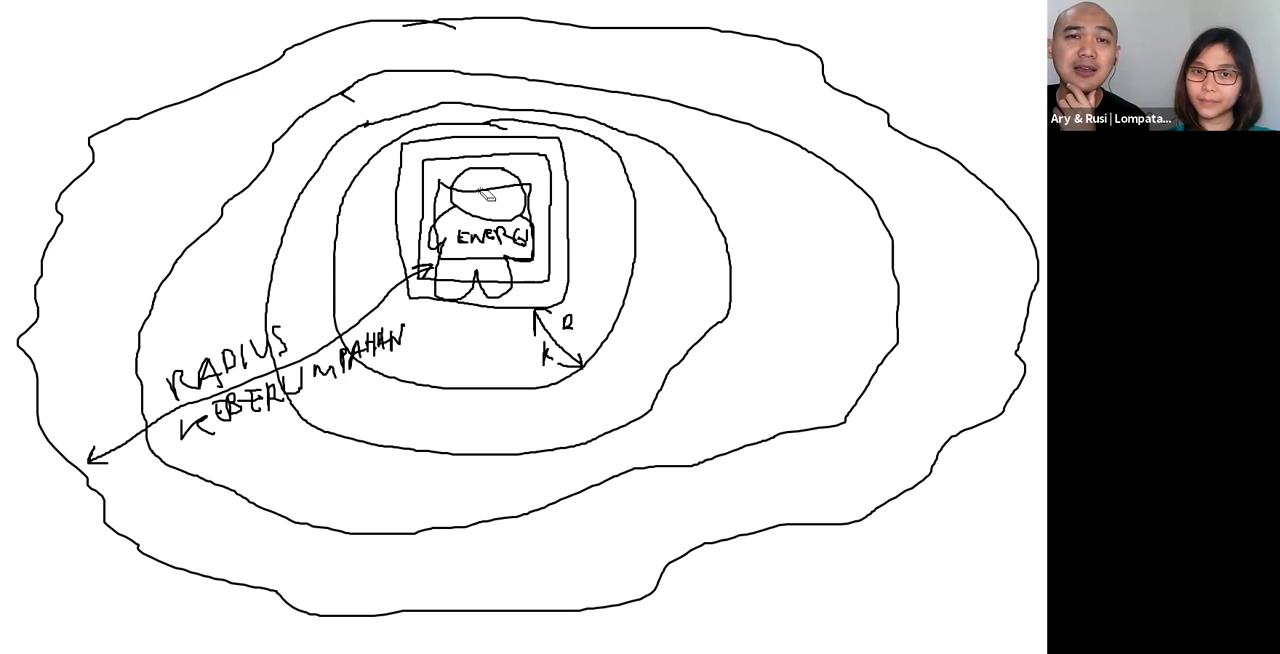 Ary & Rusi | Lompata...
ENERGI
R
K
RADIUS
KEBERUMPAHAN